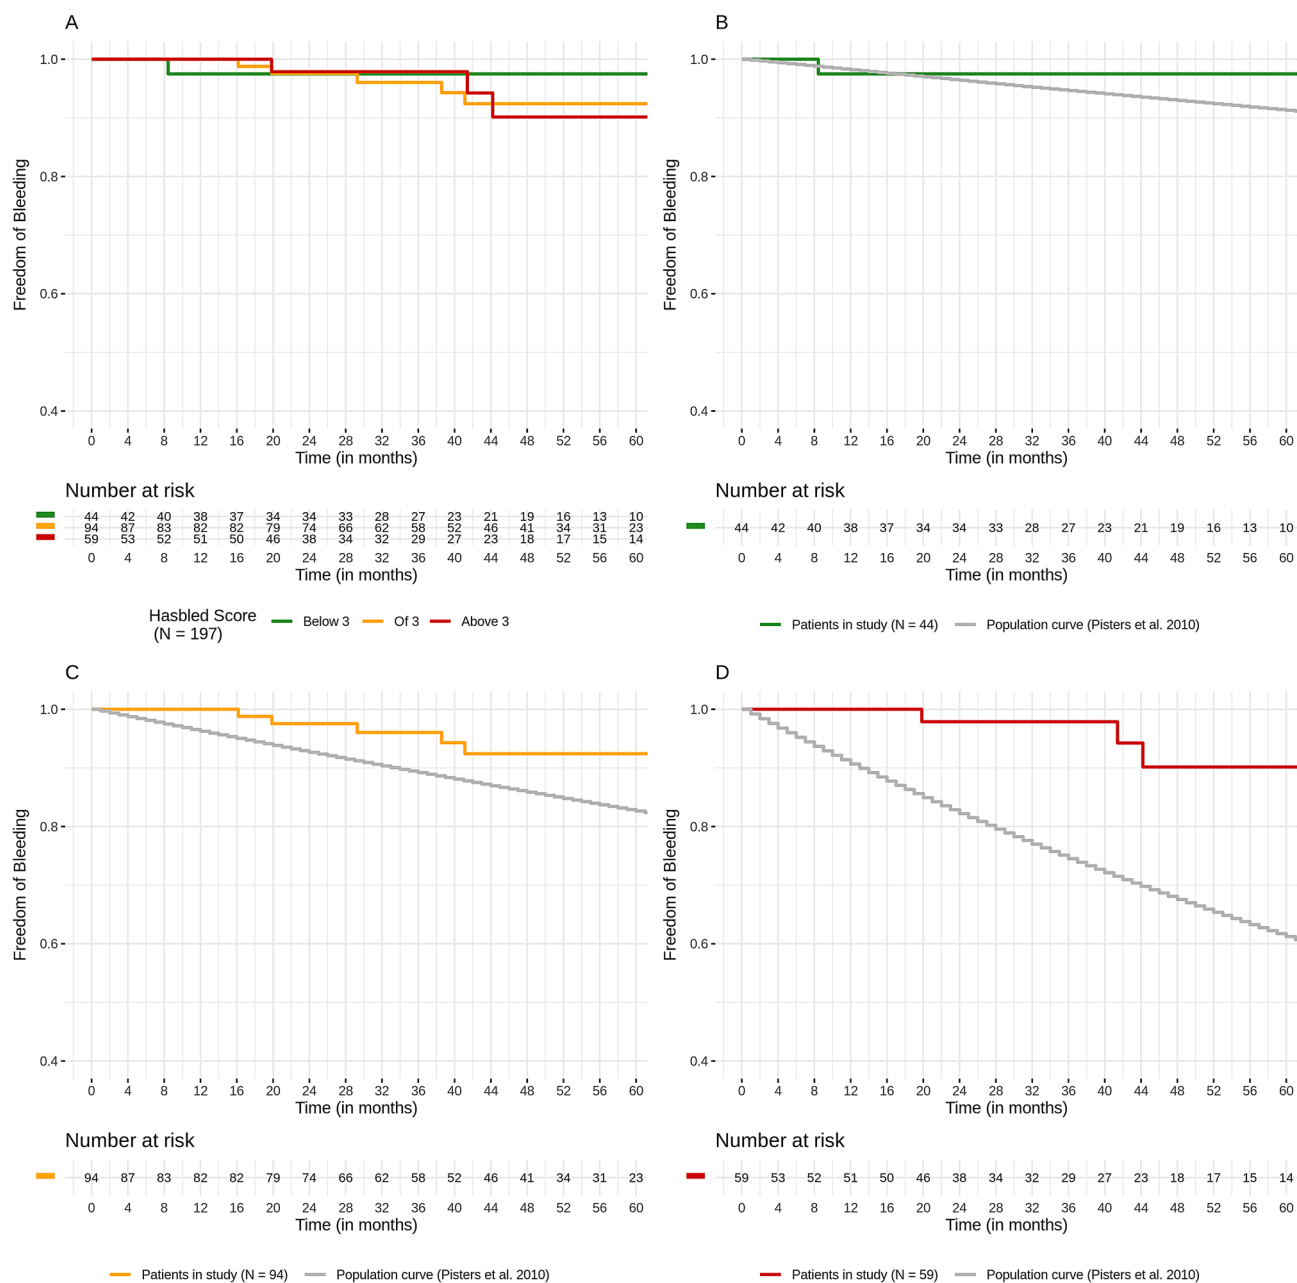 A
1.0
0.8
0.6
0.4
Freedom of Bleeding
0 4 8 12 16 20 24 28 32 36 40 44 48 52 56 60
Time (in months)
Number at risk
44 42 40 38 37 34 34 33 28 27 23 21 19 16 13 10
94 87 83 82 82 79 74 66 62 58 52 46 41 34 31 23
59 53 52 51 50 46 38 34 32 29 27 23 18 17 15 14
0 4 8 12 16 20 24 28 32 36 40 44 48 52 56 60
Time (in months)
Hasbled Score
(N = 197)
Below 3 Of 3 Above 3
B
1.0
0.8
0.6
0.4
Freedom of Bleeding
0 4 8 12 16 20 24 28 32 36 40 44 48 52 56 60
Time (in months)
Number at risk
44 42 40 38 37 34 34 33 28 27 23 21 19 16 13 10
0 4 8 12 16 20 24 28 32 36 40 44 48 52 56 60
Time (in months)
Patients in study (N = 44) Population curve (Pisters et al. 2010)
C
1.0
0.8
0.6
0.4
Freedom of Bleeding
0 4 8 12 16 20 24 28 32 36 40 44 48 52 56 60
Time (in months)
Number at risk
94 87 83 82 82 79 74 66 62 58 52 46 41 34 31 23
0 4 8 12 16 20 24 28 32 36 40 44 48 52 56 60
Time (in months)
Patients in study (N = 94) Population curve (Pisters et al. 2010)
D
1.0
0.8
0.6
0.4
Freedom of Bleeding
0 4 8 12 16 20 24 28 32 36 40 44 48 52 56 60
Time (in months)
Number at risk
59 53 52 51 50 46 38 34 32 29 27 23 18 17 15 14
0 4 8 12 16 20 24 28 32 36 40 44 48 52 56 60
Time (in months)
Patients in study (N = 59) Population curve (Pisters et al. 2010)